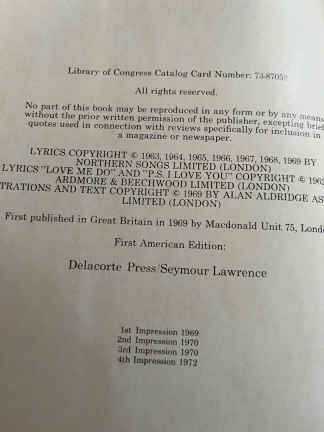 Library of Congress Catalog Card Number: 73-87052
All rights reserved.
No part of this book may be reproduced in any form or by any means
without the prior written permission of the publisher, excepting brief
quotes used in connection with reviews specifically for inclusion in
a magazine or newspaper.
LYRICS COPYRIGHT © 1963, 1964, 1965, 1966, 1967, 1968, 1969 BY
NORTHERN SONGS LIMITED (LONDON)
LYRICS "LOVE ME DO" AND "P.S. I LOVE YOU" COPYRIGHT ©
ARDMORE & BEECHWOOD LIMITED (LONDON)
TRATIONS AND TEXT COPYRIGHT © 1969 BY ALAN ALDRIDGE AS
LIMITED (LONDON)
First published in Great Britain in 1969 by Macdonald Unit 75, Lond
First American Edition:
Delacorte Press/Seymour Lawrence
1st Impression 1969
2nd Impression 1970
3rd Impression 1970
4th Impression 1972